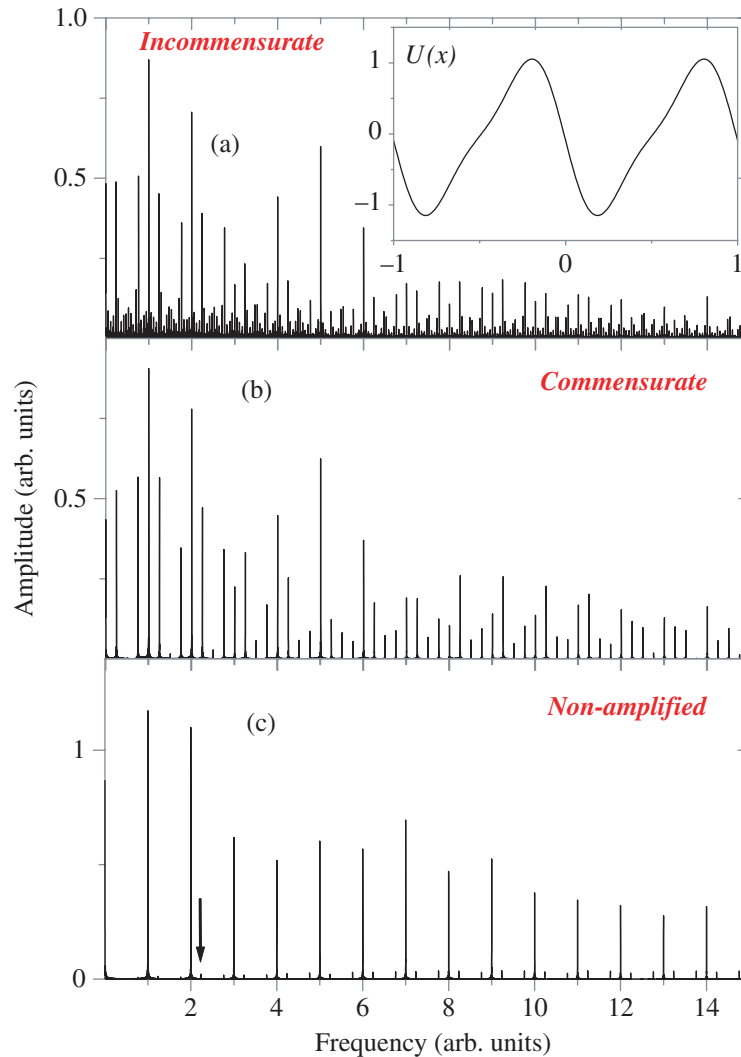 1.0
Incommensurate
U(x)
1
(a)
0
0.5
−1
−1
0
1
(b)
Commensurate
Amplitude (arb. units)
0.5
(c)
Non-amplified
1
0
2
4
6
8
10
12
14
Frequency (arb. units)